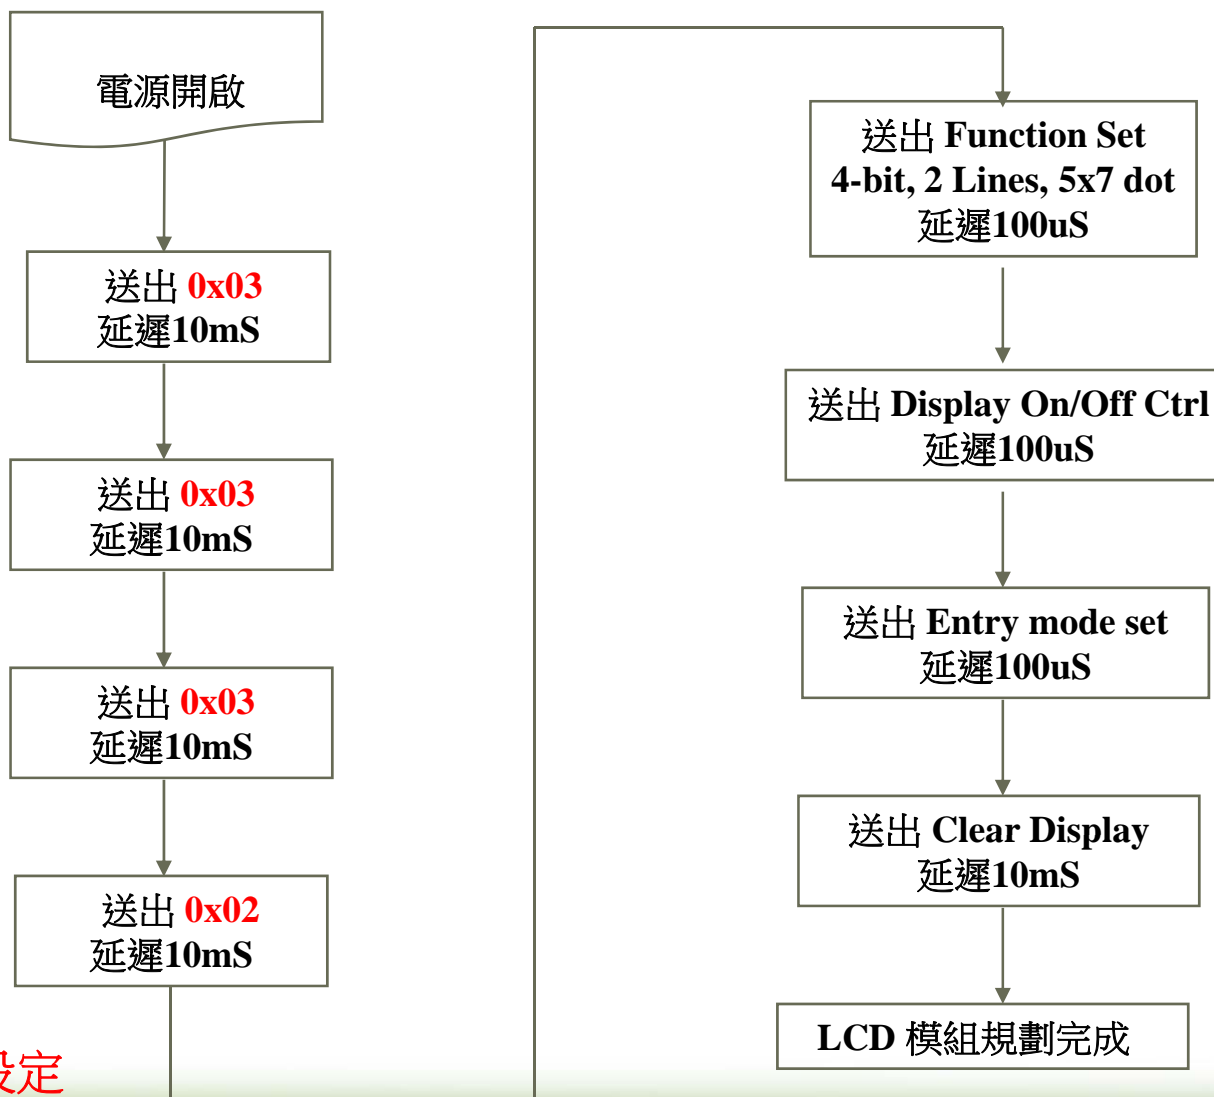 電源開啟
送出 0x03
延遲10mS
送出 0x03
延遲10mS
送出 0x03
延遲10mS
送出 0x02
延遲10mS
設定
送出 Function Set
4-bit, 2 Lines, 5x7 dot
延遲100uS
送出 Display On/Off Ctrl
延遲100uS
送出 Entry mode set
延遲100uS
送出 Clear Display
延遲10mS
LCD 模組規劃完成